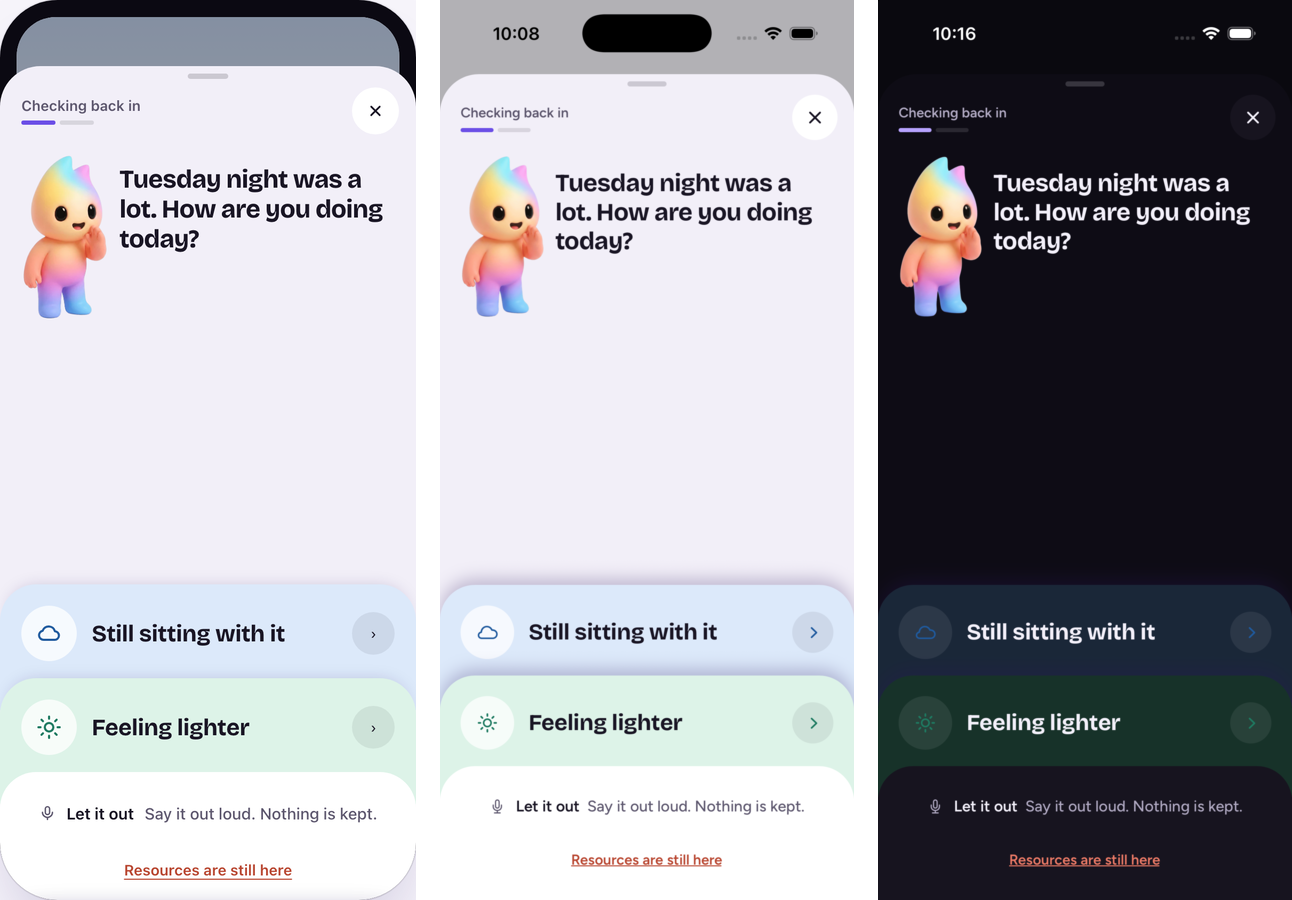 Checking back in
Tuesday night was a
lot. How are you doing
today?
Still sitting with it
Feeling lighter
Let it out Say it out loud. Nothing is kept.
Resources are still here
10:08
Checking back in
Tuesday night was a
lot. How are you doing
today?
Still sitting with it
Feeling lighter
Let it out Say it out loud. Nothing is kept.
Resources are still here
10:16
Checking back in
Tuesday night was a
lot. How are you doing
today?
Still sitting with it
Feeling lighter
Let it out Say it out loud. Nothing is kept.
Resources are still here